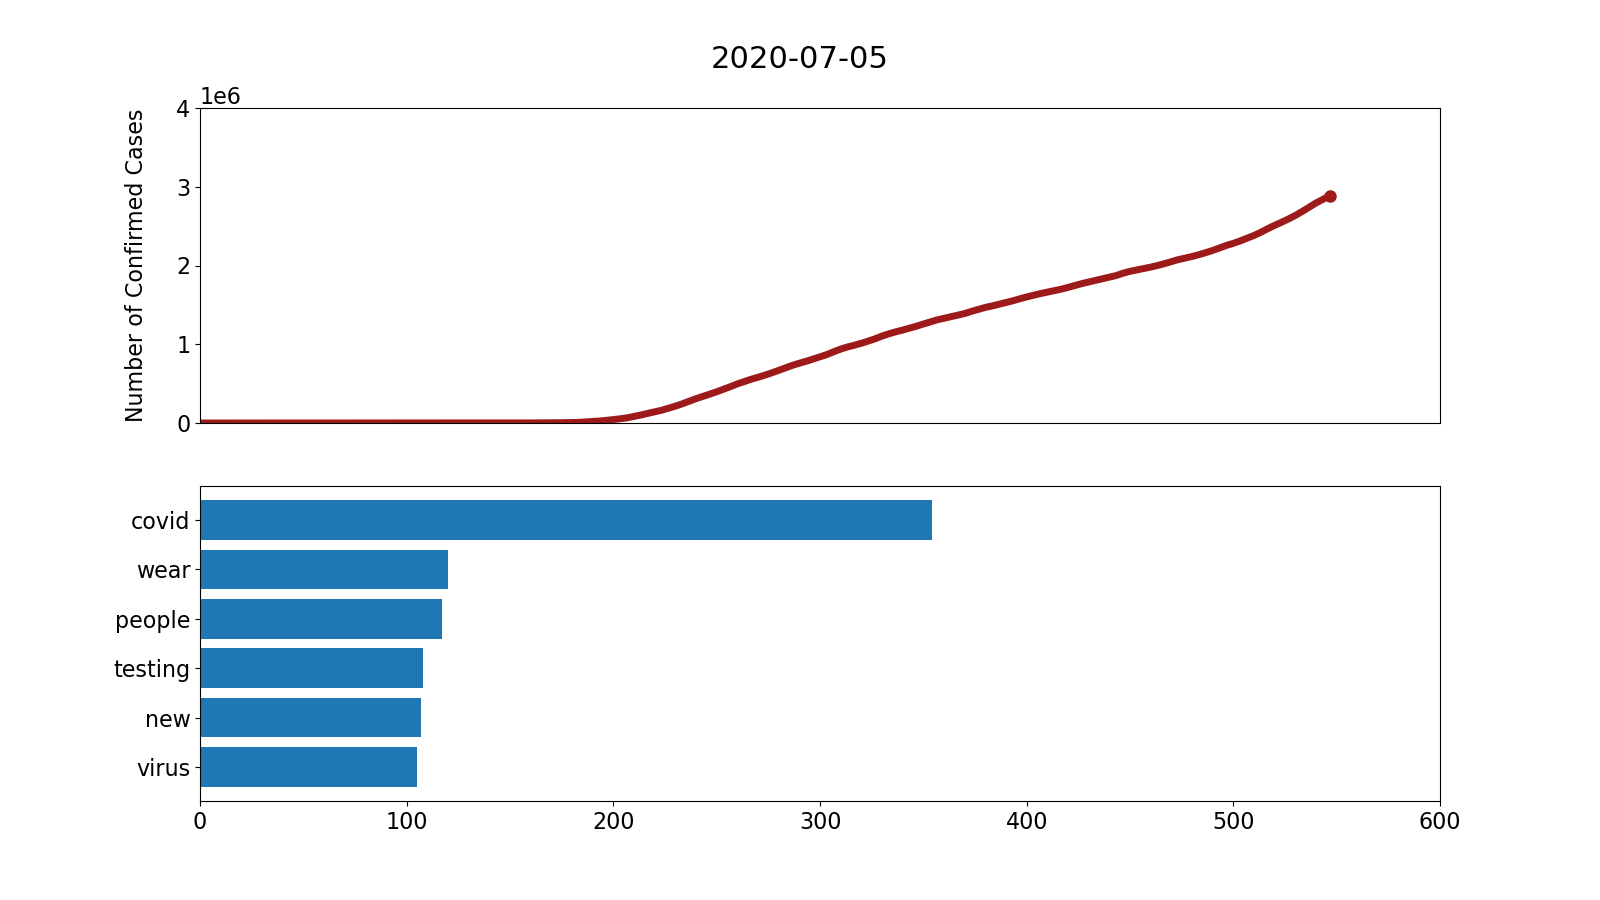 2020-07-05
1e6
4
3
2
1
0
Number of Confirmed Cases
covid
wear
people
testing
new
virus
0 100 200 300 400 500 600